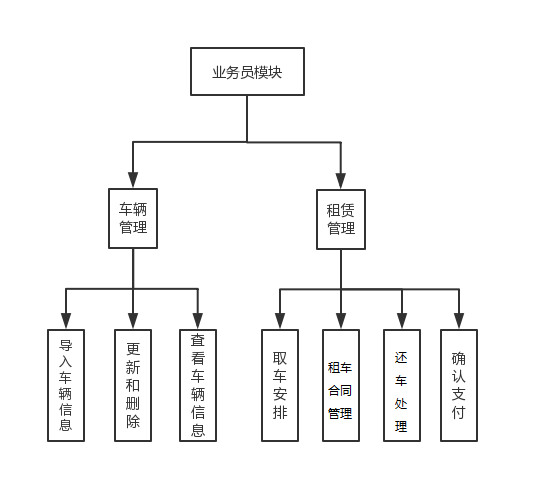 业务员模块
车辆
管理
租赁
管理
导
入
车
辆
信
息
更
新
和
删
除
查
看
车
辆
信
息
取
车
安
排
租车
合同
管理
还
车
处
理
确
认
支
付